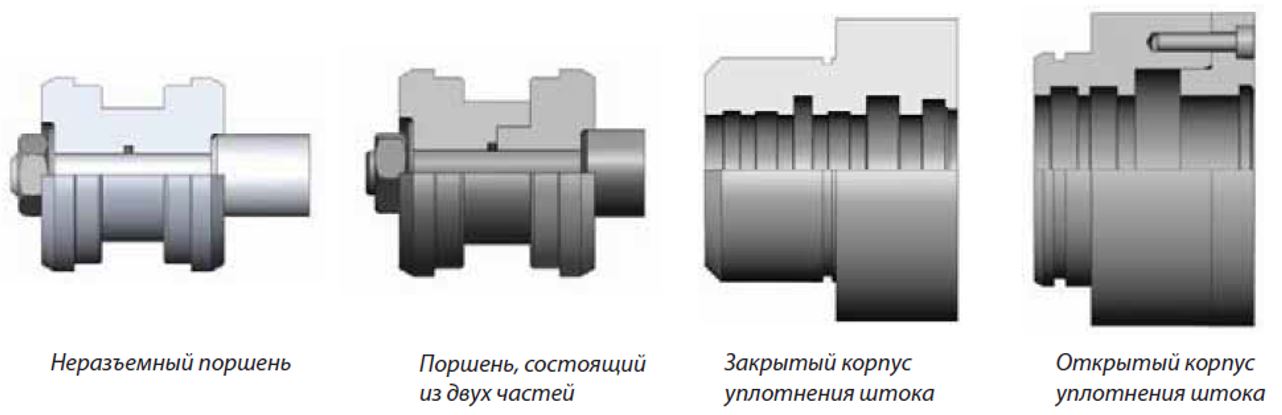 Неразъемный поршень
Поршень, состоящий
из двух частей
Закрытый корпус
уплотнения штока
Открытый корпус
уплотнения штока